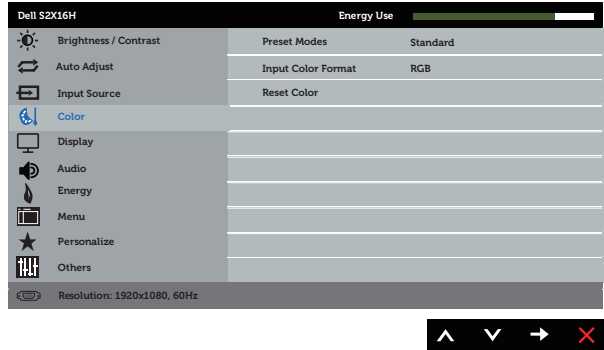 Dell S2X16H Energy Use
Brightness / Contrast Preset Modes Standard
Auto Adjust Input Color Format RGB
Input Source Reset Color
Color
Display
Audio
Energy
Menu
Personalize
Others
Resolution: 1920x1080, 60Hz